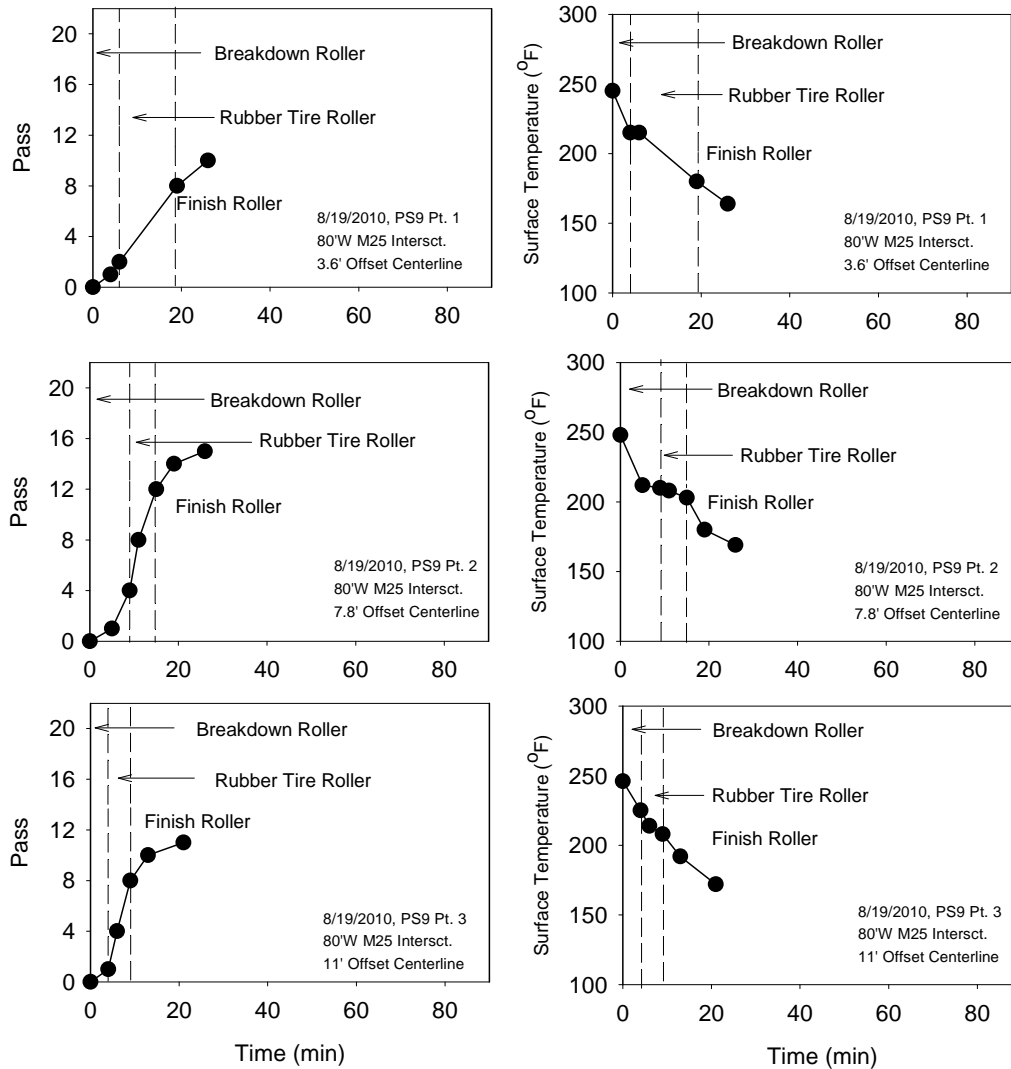 22
20
16
12
8
4
0
Pass
Breakdown Roller
Rubber Tire Roller
Finish Roller
8/19/2010, PS9 Pt. 1
80'W M25 Intersct.
3.6' Offset Centerline
0 20 40 60 80
300
250
200
150
100
Surface Temperature (°F)
Breakdown Roller
Rubber Tire Roller
Finish Roller
8/19/2010, PS9 Pt. 1
80'W M25 Intersct.
3.6' Offset Centerline
0 20 40 60 80
20
16
12
8
4
0
Pass
Breakdown Roller
Rubber Tire Roller
Finish Roller
8/19/2010, PS9 Pt. 2
80'W M25 Intersct.
7.8' Offset Centerline
0 20 40 60 80
300
250
200
150
100
Surface Temperature (°F)
Breakdown Roller
Rubber Tire Roller
Finish Roller
8/19/2010, PS9 Pt. 2
80'W M25 Intersct.
7.8' Offset Centerline
0 20 40 60 80
20
16
12
8
4
0
Pass
Breakdown Roller
Rubber Tire Roller
Finish Roller
8/19/2010, PS9 Pt. 3
80'W M25 Intersct.
11' Offset Centerline
0 20 40 60 80
Time (min)
300
250
200
150
100
Surface Temperature (°F)
Breakdown Roller
Rubber Tire Roller
Finish Roller
8/19/2010, PS9 Pt. 3
80'W M25 Intersct.
11' Offset Centerline
0 20 40 60 80
Time (min)